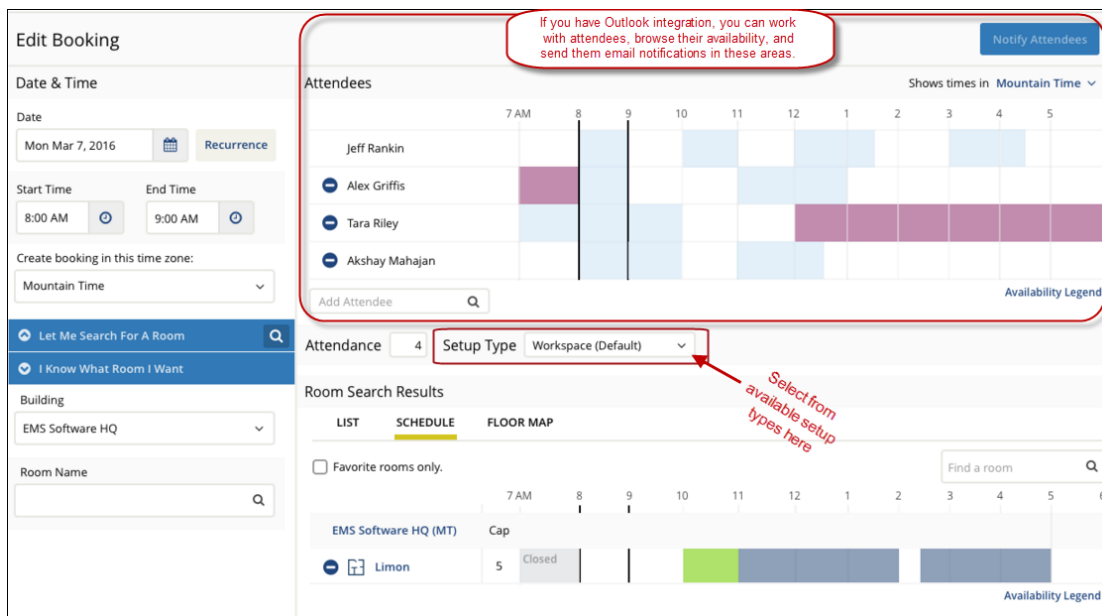 If you have Outlook integration, you can work
with attendees, browse their availability, and
send them email notifications in these areas.
Edit Booking
Notify Attendees
Date & Time
Attendees
Shows times in Mountain Time
Date
Mon Mar 7, 2016
Recurrence
7 AM 8 9 10 11 12 1 2 3 4 5
Jeff Rankin
Start Time End Time
Alex Griffis
8:00 AM 9:00 AM
Tara Riley
Create booking in this time zone:
Akshay Mahajan
Mountain Time
Add Attendee
Availability Legend
Let Me Search For A Room
Attendance 4 Setup Type Workspace (Default)
I Know What Room I Want
Select from
available setup
types here
Building
Room Search Results
EMS Software HQ
LIST SCHEDULE FLOOR MAP
Room Name
Favorite rooms only.
Find a room
7 AM 8 9 10 11 12 1 2 3 4 5 6
EMS Software HQ (MT) Cap
Limon 5 Closed
Availability Legend